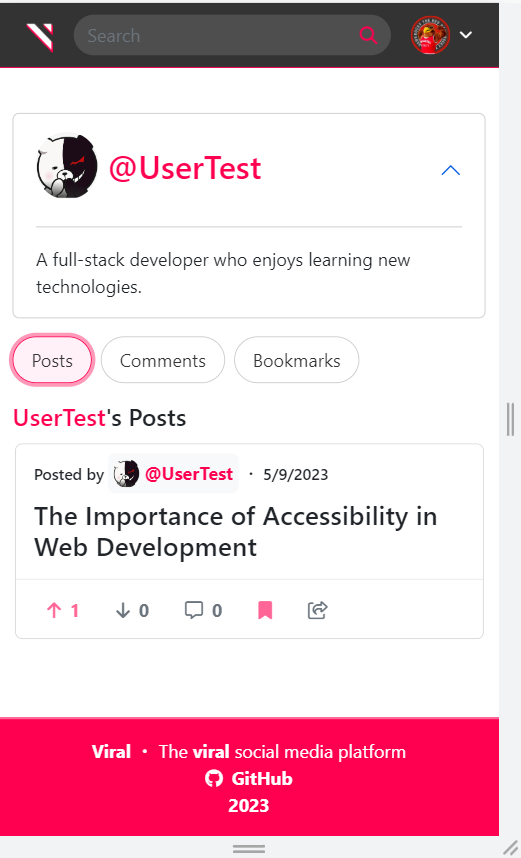 Search
@UserTest
A full-stack developer who enjoys learning new
technologies.
Posts
Comments
Bookmarks
UserTest's Posts
Posted by @UserTest · 5/9/2023
The Importance of Accessibility in
Web Development
1 0 0
Viral · The viral social media platform
GitHub
2023